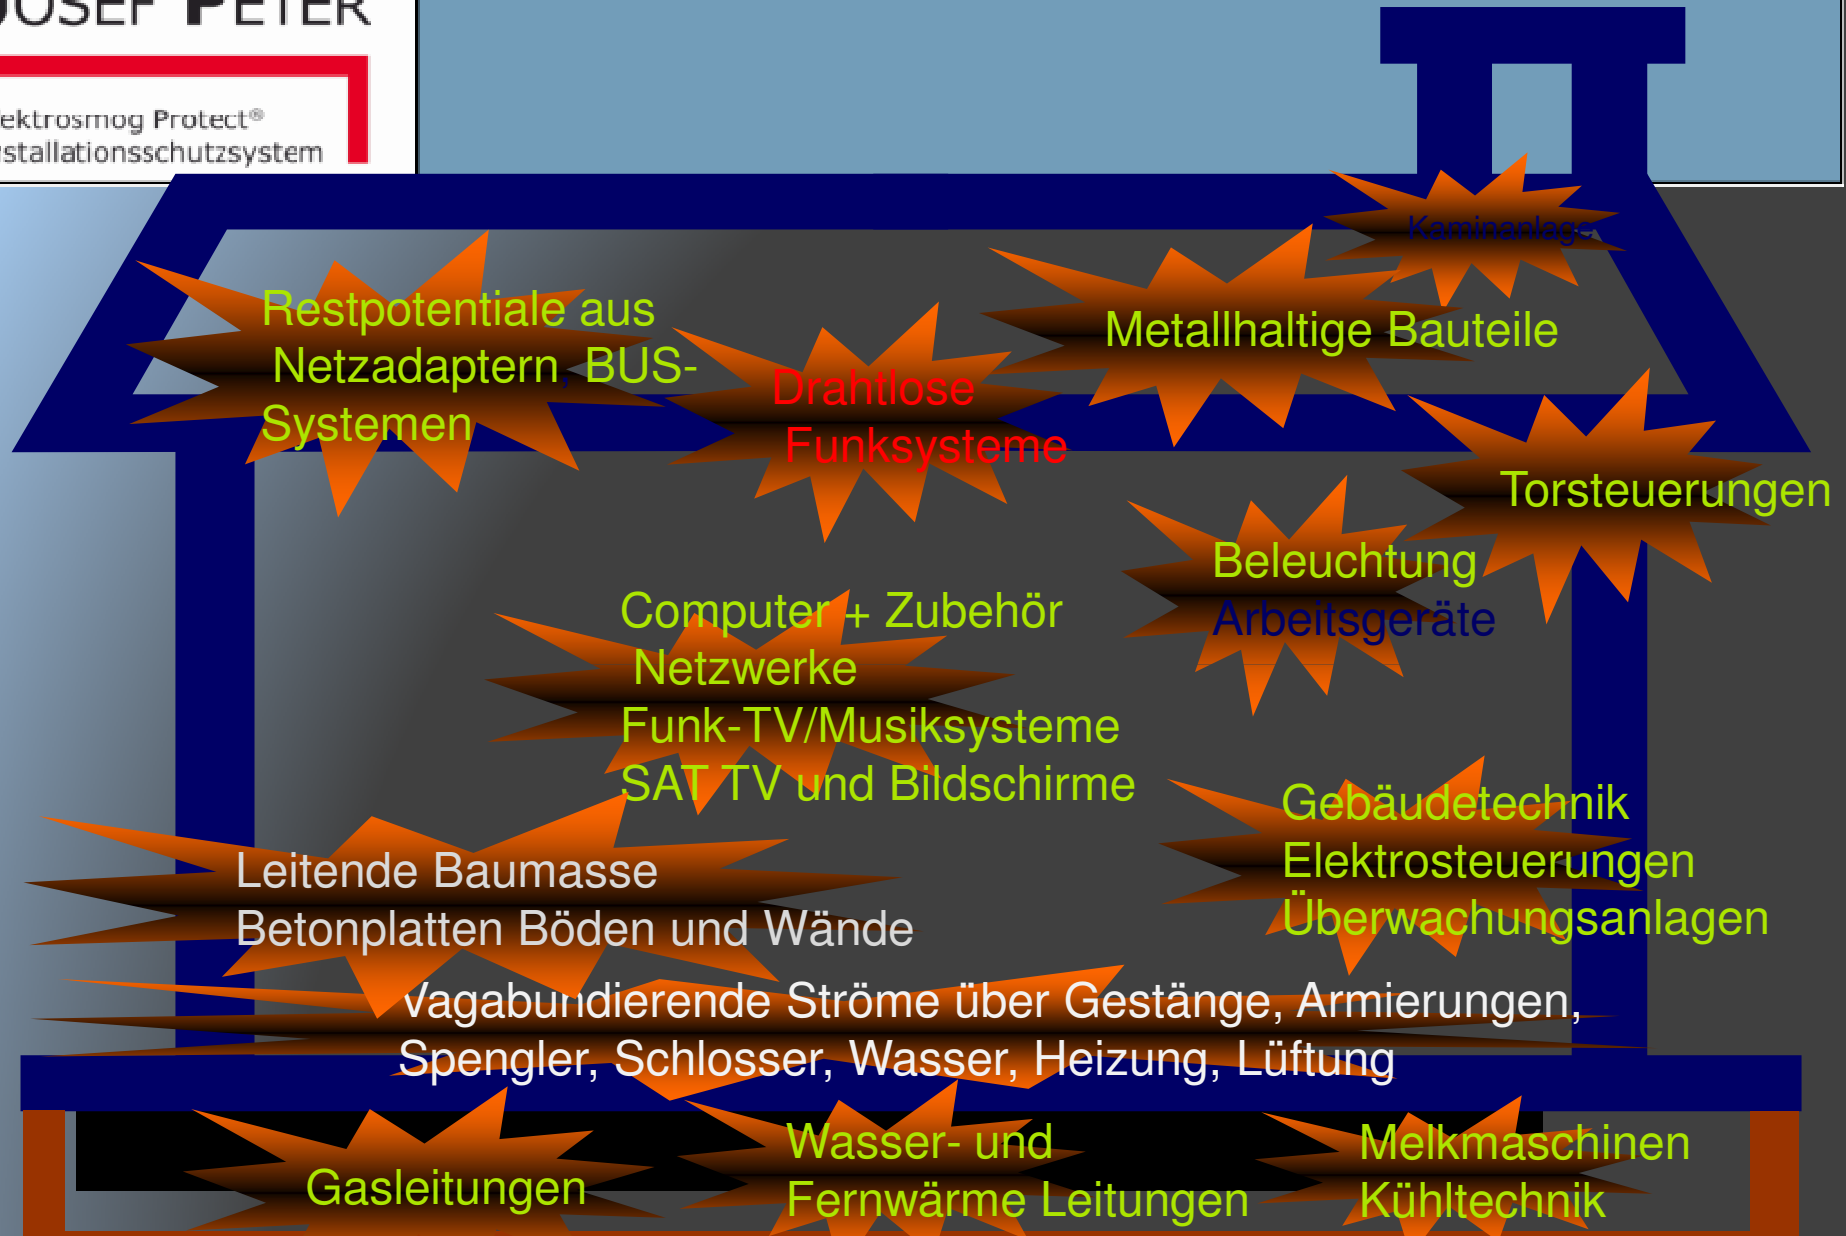 JOSEF PETER
ektrosmog Protect®
stallationsschutzsystem
Kaminanlage
Restpotentiale aus
Netzadaptern, BUS-
Systemen
Metallhaltige Bauteile
Drahtlose
Funksysteme
Torsteuerungen
Beleuchtung
Arbeitsgeräte
Computer + Zubehör
Netzwerke
Funk-TV/Musiksysteme
SAT TV und Bildschirme
Gebäudetechnik
Elektrosteuerungen
Überwachungsanlagen
Leitende Baumasse
Betonplatten Böden und Wände
Vagabundierende Ströme über Gestänge, Armierungen,
Spengler, Schlosser, Wasser, Heizung, Lüftung
Gasleitungen
Wasser- und
Fernwärme Leitungen
Melkmaschinen
Kühltechnik